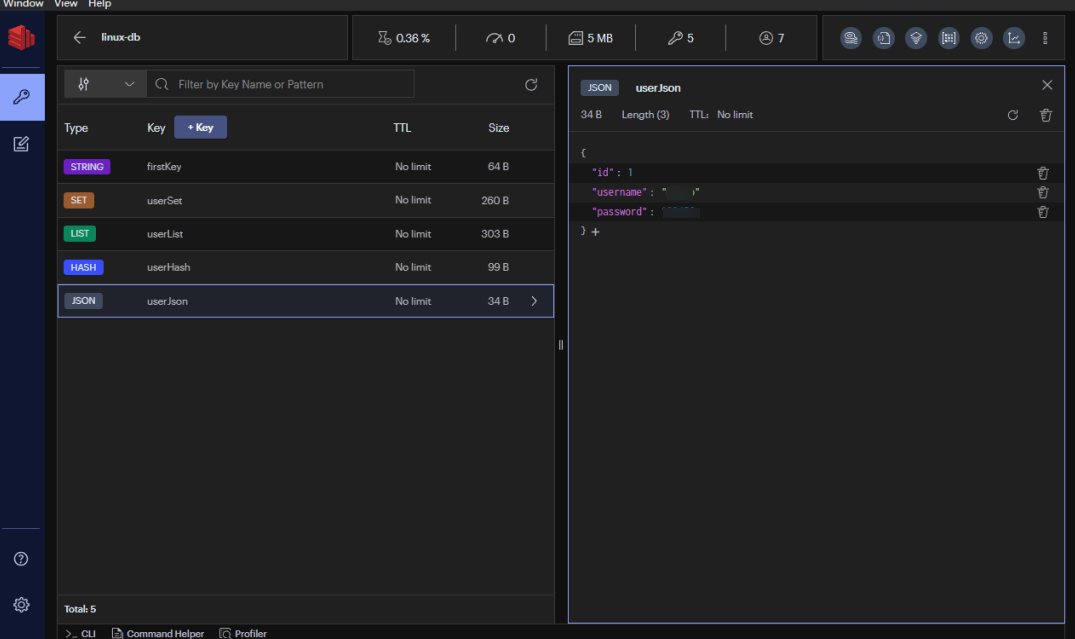 Window View Help
linux-db
0.36 %
0
5 MB
5
7
Filter by Key Name or Pattern
Type Key + Key TTL Size
STRING firstKey No limit 64 B
SET userSet No limit 260 B
LIST userList No limit 303 B
HASH userHash No limit 99 B
JSON userJson No limit 34 B
Total: 5
JSON userJson
34 B Length (3) TTL: No limit
{
"id": 1
"username": " "
"password":
} +
>_ CLI Command Helper Profiler